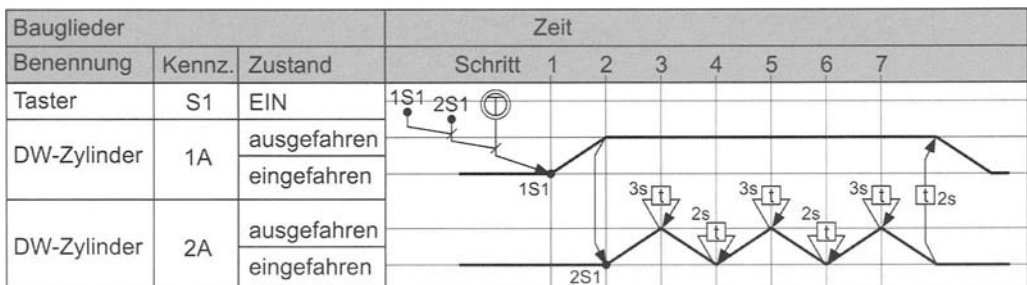 Bauglieder Zeit
Benennung Kennz. Zustand Schritt 1 2 3 4 5 6 7
Taster S1 EIN 1S1 2S1 T
DW-Zylinder 1A ausgefahren
eingefahren 1S1
3s t 3s t 3s t t 2s
2s t 2s t
DW-Zylinder 2A ausgefahren
eingefahren 2S1